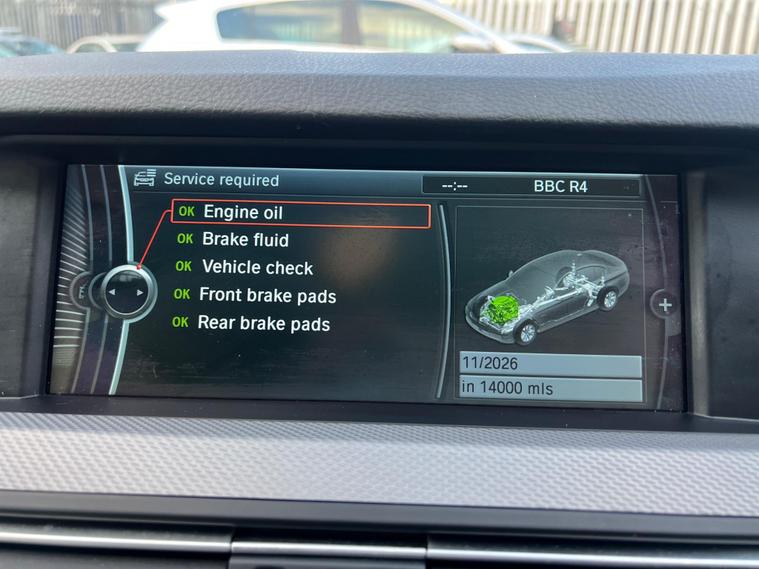 Service required
--:--
BBC R4
OK Engine oil
OK Brake fluid
OK Vehicle check
OK Front brake pads
OK Rear brake pads
11/2026
in 14000 mls